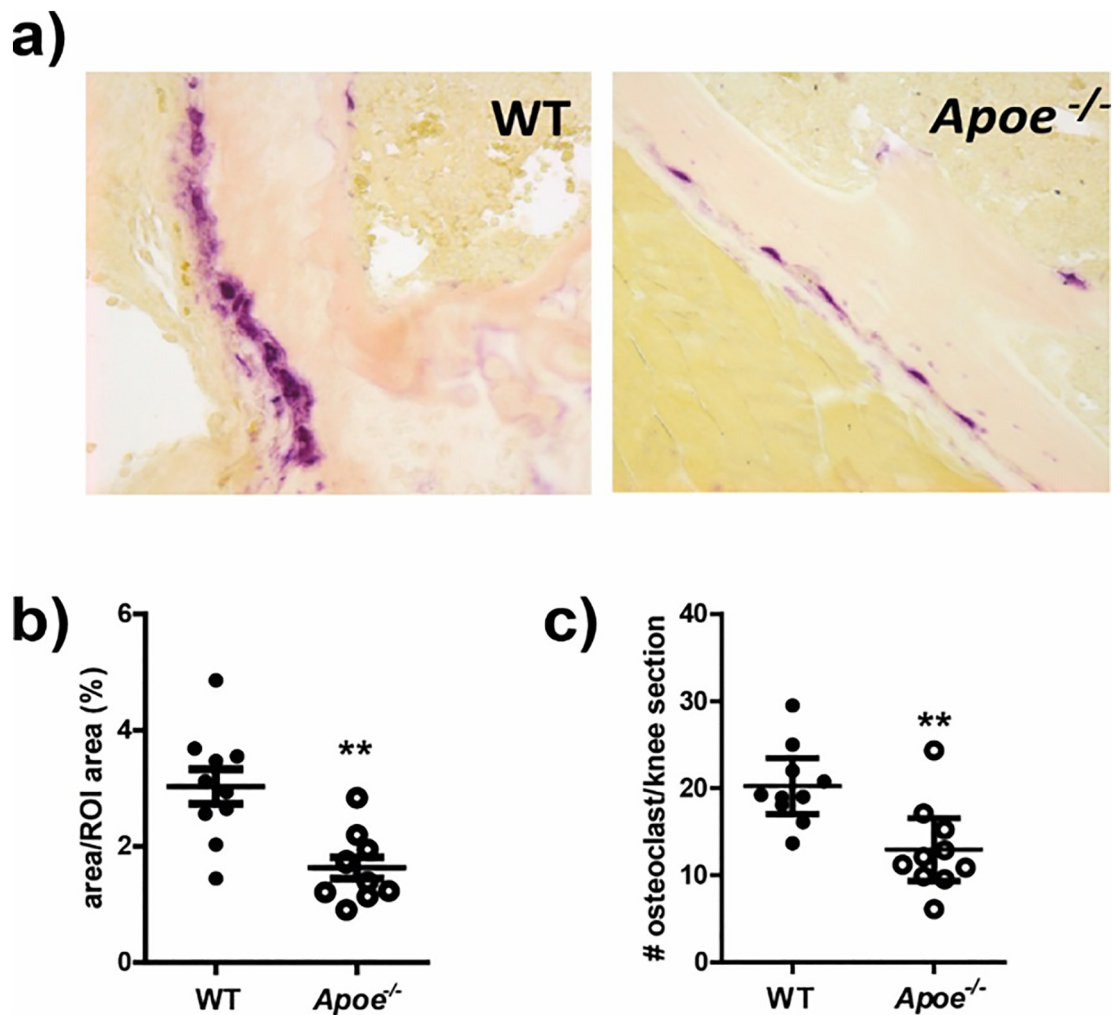 a)
WT
Apoe -/-
b)
area/ROI area (%)
6
4
2
0
**
WT
Apoe-/-
c)
# osteoclast/knee section
40
30
20
10
0
**
WT
Apoe-/-